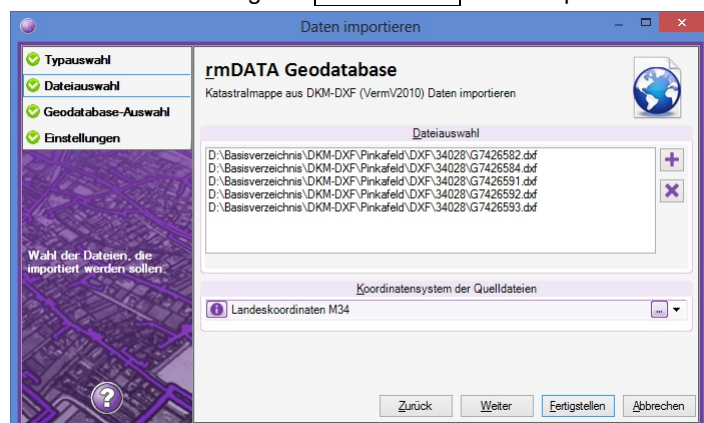 Daten importieren
Typauswahl
Dateiauswahl
Geodatabase-Auswahl
Einstellungen
Wahl der Dateien, die
importiert werden sollen.
?
rmDATA Geodatabase
Katastralmappe aus DKM-DXF (VermV2010) Daten importieren
Dateiauswahl
D:\Basisverzeichnis\DKM-DXF\Pinkafeld\DXF\34028\G7426582.dxf
D:\Basisverzeichnis\DKM-DXF\Pinkafeld\DXF\34028\G7426584.dxf
D:\Basisverzeichnis\DKM-DXF\Pinkafeld\DXF\34028\G7426591.dxf
D:\Basisverzeichnis\DKM-DXF\Pinkafeld\DXF\34028\G7426592.dxf
D:\Basisverzeichnis\DKM-DXF\Pinkafeld\DXF\34028\G7426593.dxf
Koordinatensystem der Quelldateien
Landeskoordinaten M34
...
Zurück Weiter Fertigstellen Abbrechen